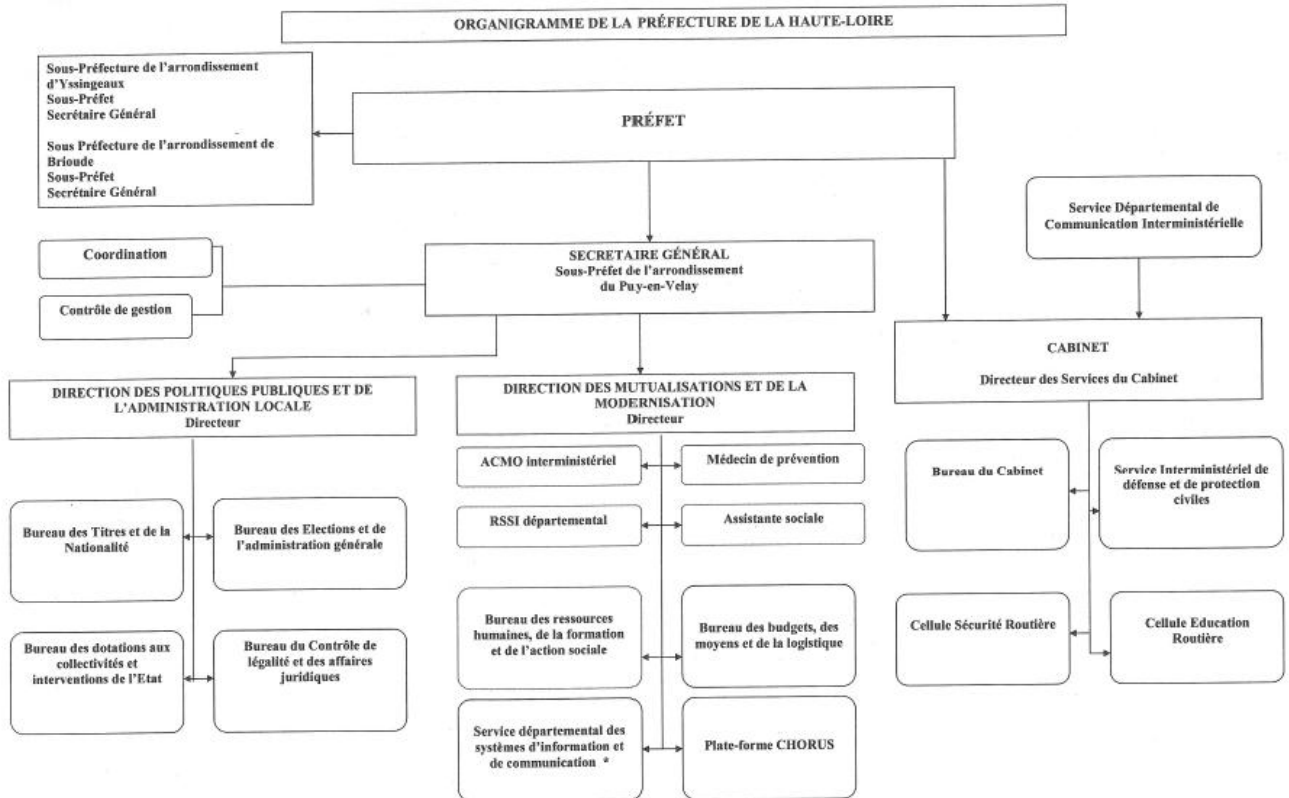 ORGANIGRAMME DE LA PRÉFECTURE DE LA HAUTE-LOIRE
Sous-Préfecture de l'arrondissement
d'Yssingeaux
Sous-Préfet
Secrétaire Général
Sous Préfecture de l'arrondissement de
Brioude
Sous-Préfet
Secrétaire Général
PRÉFET
Service Départemental de
Communication Interministérielle
Coordination
Contrôle de gestion
SECRETAIRE GÉNÉRAL
Sous-Préfet de l'arrondissement
du Puy-en-Velay
CABINET
Directeur des Services du Cabinet
DIRECTION DES POLITIQUES PUBLIQUES ET DE
L'ADMINISTRATION LOCALE
Directeur
DIRECTION DES MUTUALISATIONS ET DE LA
MODERNISATION
Directeur
Bureau des Titres et de la
Nationalité
Bureau des Elections et de
l'administration générale
Bureau des dotations aux
collectivités et
interventions de l'Etat
Bureau du Contrôle de
légalité et des affaires
juridiques
ACMO interministériel
Médecin de prévention
RSSI départemental
Assistante sociale
Bureau des ressources
humaines, de la formation
et de l'action sociale
Bureau des budgets, des
moyens et de la logistique
Service départemental des
systèmes d'information et
de communication *
Plate-forme CHORUS
Bureau du Cabinet
Service Interministériel de
défense et de protection
civiles
Cellule Sécurité Routière
Cellule Education
Routière